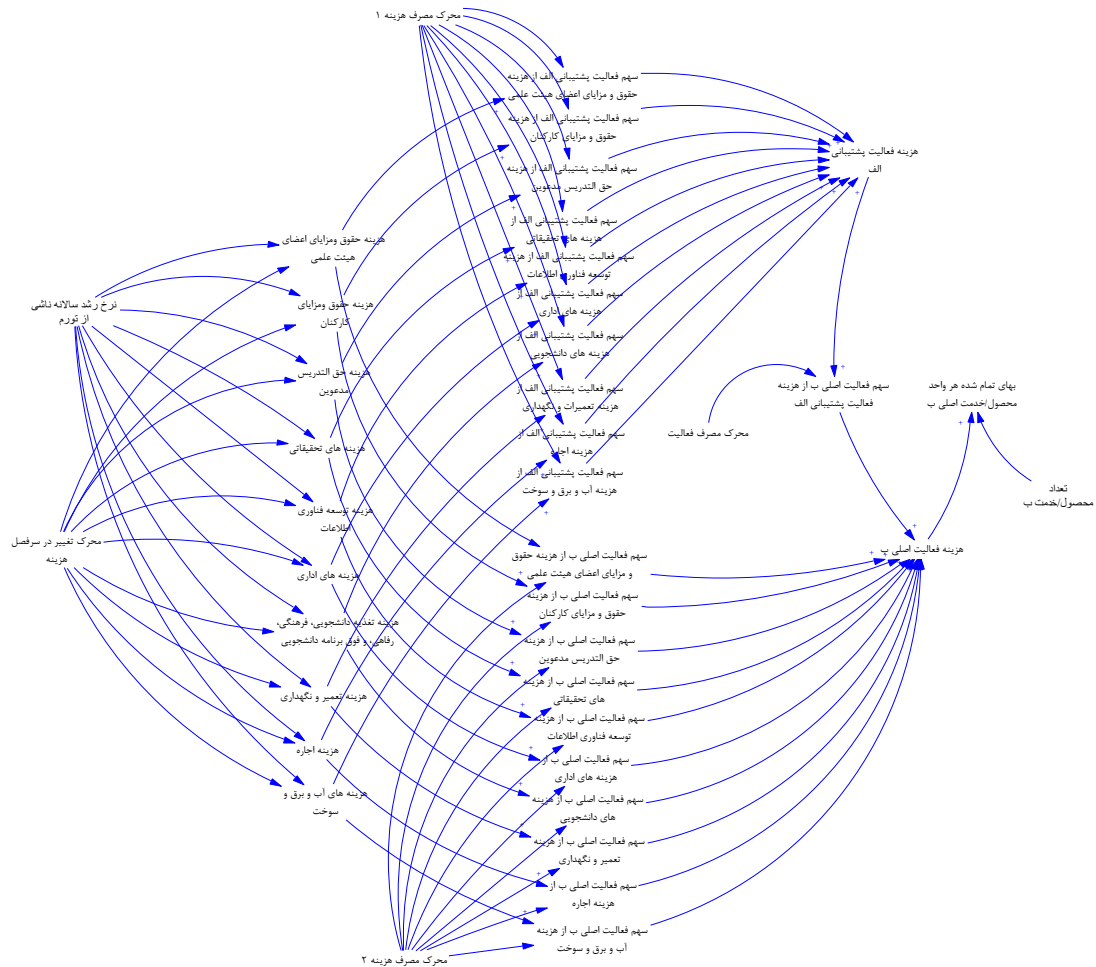 محرک مصرف هزینه ۱
سهم فعالیت پشتیبانی الف از هزینه
حقوق و مزایای اعضای هیئت علمی
سهم فعالیت پشتیبانی الف از هزینه
حقوق و مزایای کارکنان
سهم فعالیت پشتیبانی الف از هزینه
حق التدریس مدعوین
سهم فعالیت پشتیبانی الف از
هزینه های تحقیقاتی
سهم فعالیت پشتیبانی الف از هزینه
توسعه فناوری اطلاعات
سهم فعالیت پشتیبانی الف از
هزینه های اداری
سهم فعالیت پشتیبانی الف از
هزینه های دانشجویی
سهم فعالیت پشتیبانی الف از
هزینه تعمیرات و نگهداری
سهم فعالیت پشتیبانی الف از
هزینه اجاره
سهم فعالیت پشتیبانی الف از
هزینه آب و برق و سوخت
هزینه فعالیت پشتیبانی
الف
هزینه حقوق ومزایای اعضای
هیئت علمی
هزینه حقوق ومزایای
کارکنان
هزینه حق التدریس
مدعوین
هزینه های تحقیقاتی
هزینه توسعه فناوری
اطلاعات
هزینه های اداری
هزینه تغذیه دانشجویی، فرهنگی،
رفاهی، و فوق برنامه دانشجویی
هزینه تعمیر و نگهداری
هزینه اجاره
هزینه های آب و برق و
سوخت
نرخ رشد سالانه ناشی
از تورم
محرک تغییر در سرفصل
هزینه
سهم فعالیت اصلی ب از هزینه
فعالیت پشتیبانی الف
محرک مصرف فعالیت
بهای تمام شده هر واحد
محصول/خدمت اصلی ب
تعداد
محصول/خدمت ب
هزینه فعالیت اصلی ب
سهم فعالیت اصلی ب از هزینه حقوق
و مزایای اعضای هیئت علمی
سهم فعالیت اصلی ب از هزینه
حقوق و مزایای کارکنان
سهم فعالیت اصلی ب از هزینه
حق التدریس مدعوین
سهم فعالیت اصلی ب از هزینه
های تحقیقاتی
سهم فعالیت اصلی ب از هزینه
توسعه فناوری اطلاعات
سهم فعالیت اصلی ب از
هزینه های اداری
سهم فعالیت اصلی ب از هزینه
های دانشجویی
سهم فعالیت اصلی ب از هزینه
تعمیر و نگهداری
سهم فعالیت اصلی ب از
هزینه اجاره
سهم فعالیت اصلی ب از هزینه
آب و برق و سوخت
محرک مصرف هزینه ۲